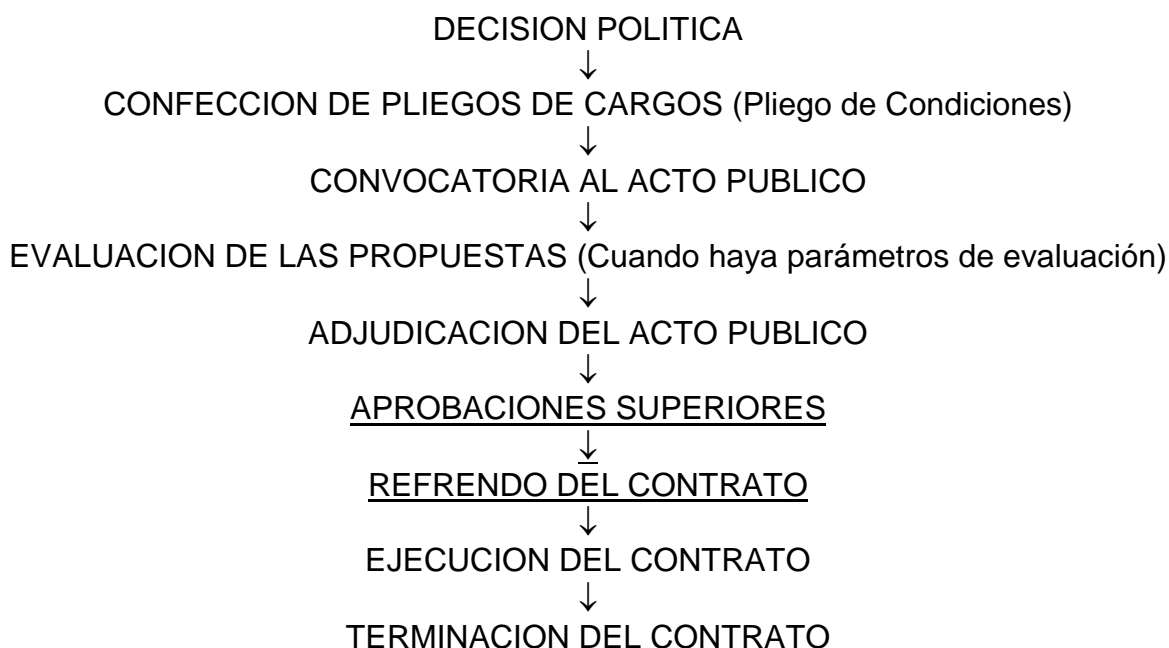 DECISION POLITICA
↓
CONFECCION DE PLIEGOS DE CARGOS (Pliego de Condiciones)
↓
CONVOCATORIA AL ACTO PUBLICO
↓
EVALUACION DE LAS PROPUESTAS (Cuando haya parámetros de evaluación)
↓
ADJUDICACION DEL ACTO PUBLICO
↓
APROBACIONES SUPERIORES
↓
REFRENDO DEL CONTRATO
↓
EJECUCION DEL CONTRATO
↓
TERMINACION DEL CONTRATO